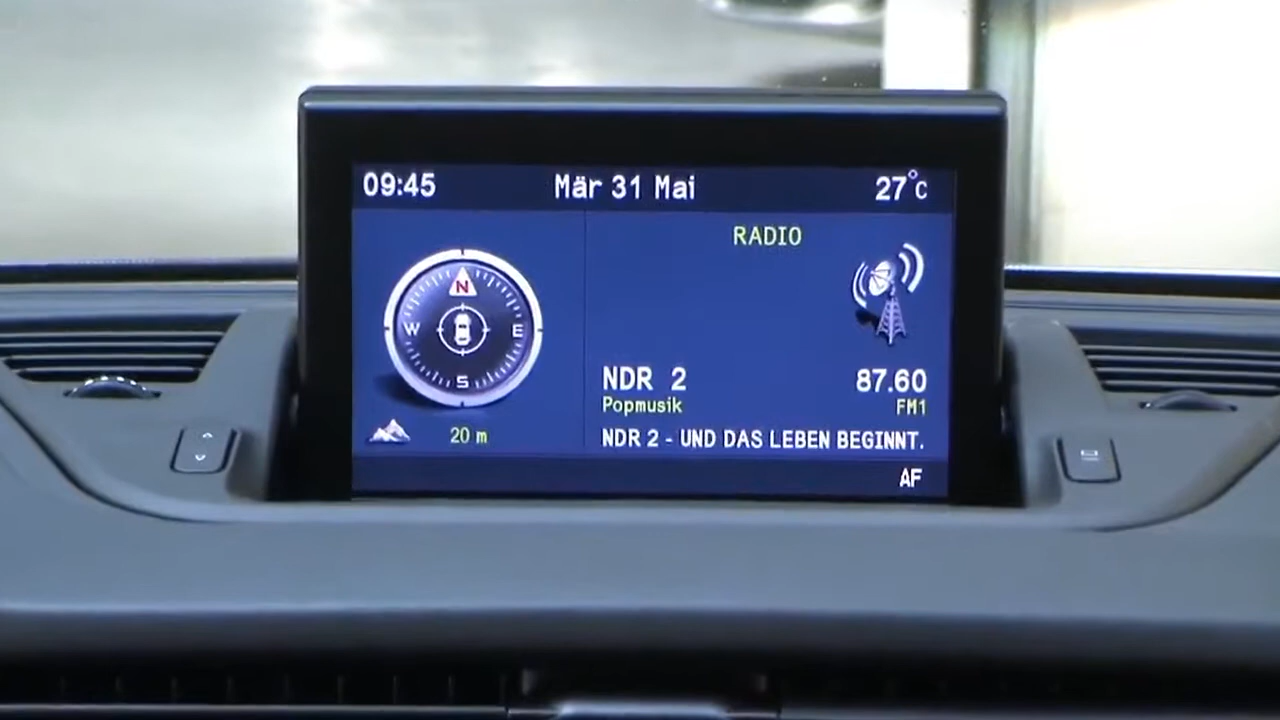 09:45 Mär 31 Mai 27°C
RADIO
N
W E
S
NDR 2 87.60
Popmusik FM1
20 m NDR 2 - UND DAS LEBEN BEGINNT.
AF